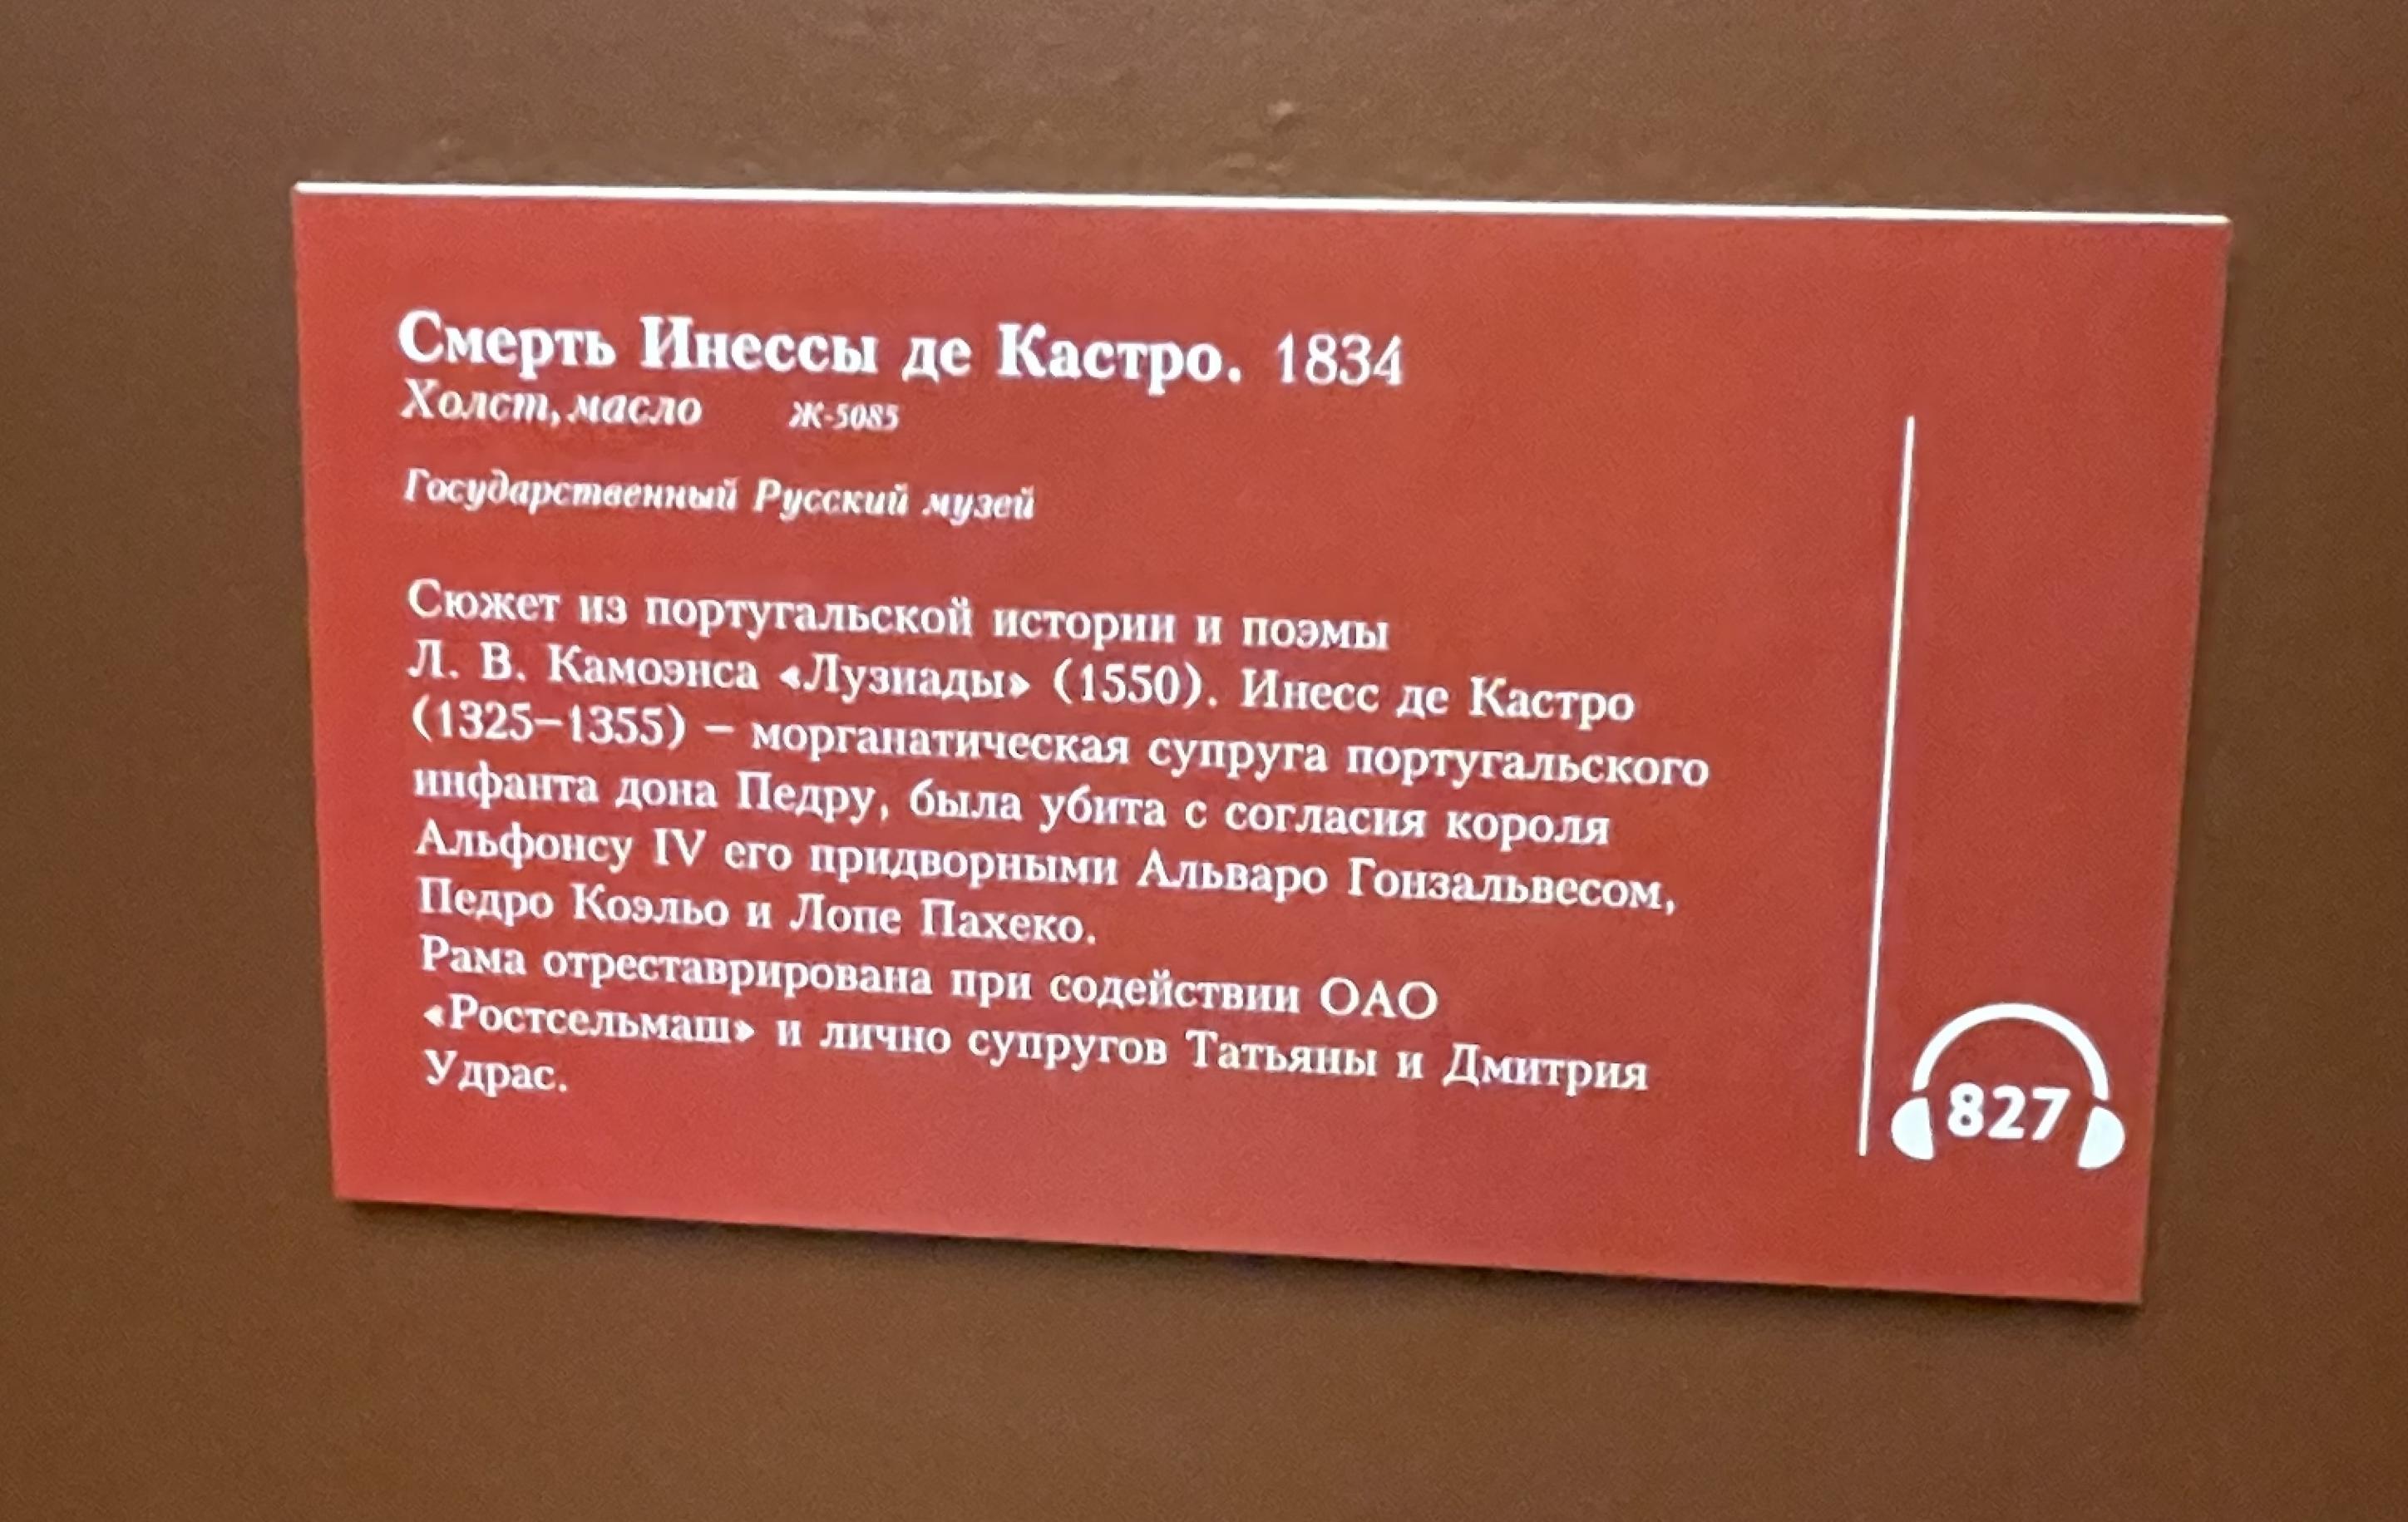 Смерть Инессы де Кастро. 1834
Холст, масло Ж-5085
Государственный Русский музей
Сюжет из португальской истории и поэмы
Л. В. Камоэнса «Лузиады» (1550). Инесс де Кастро
(1325–1355) – морганатическая супруга португальского
инфанта дона Педру, была убита с согласия короля
Альфонсу IV его придворными Альваро Гонзальвесом,
Педро Коэльо и Лопе Пахеко.
Рама отреставрирована при содействии ОАО
«Ростсельмаш» и лично супругов Татьяны и Дмитрия
Удрас.
827